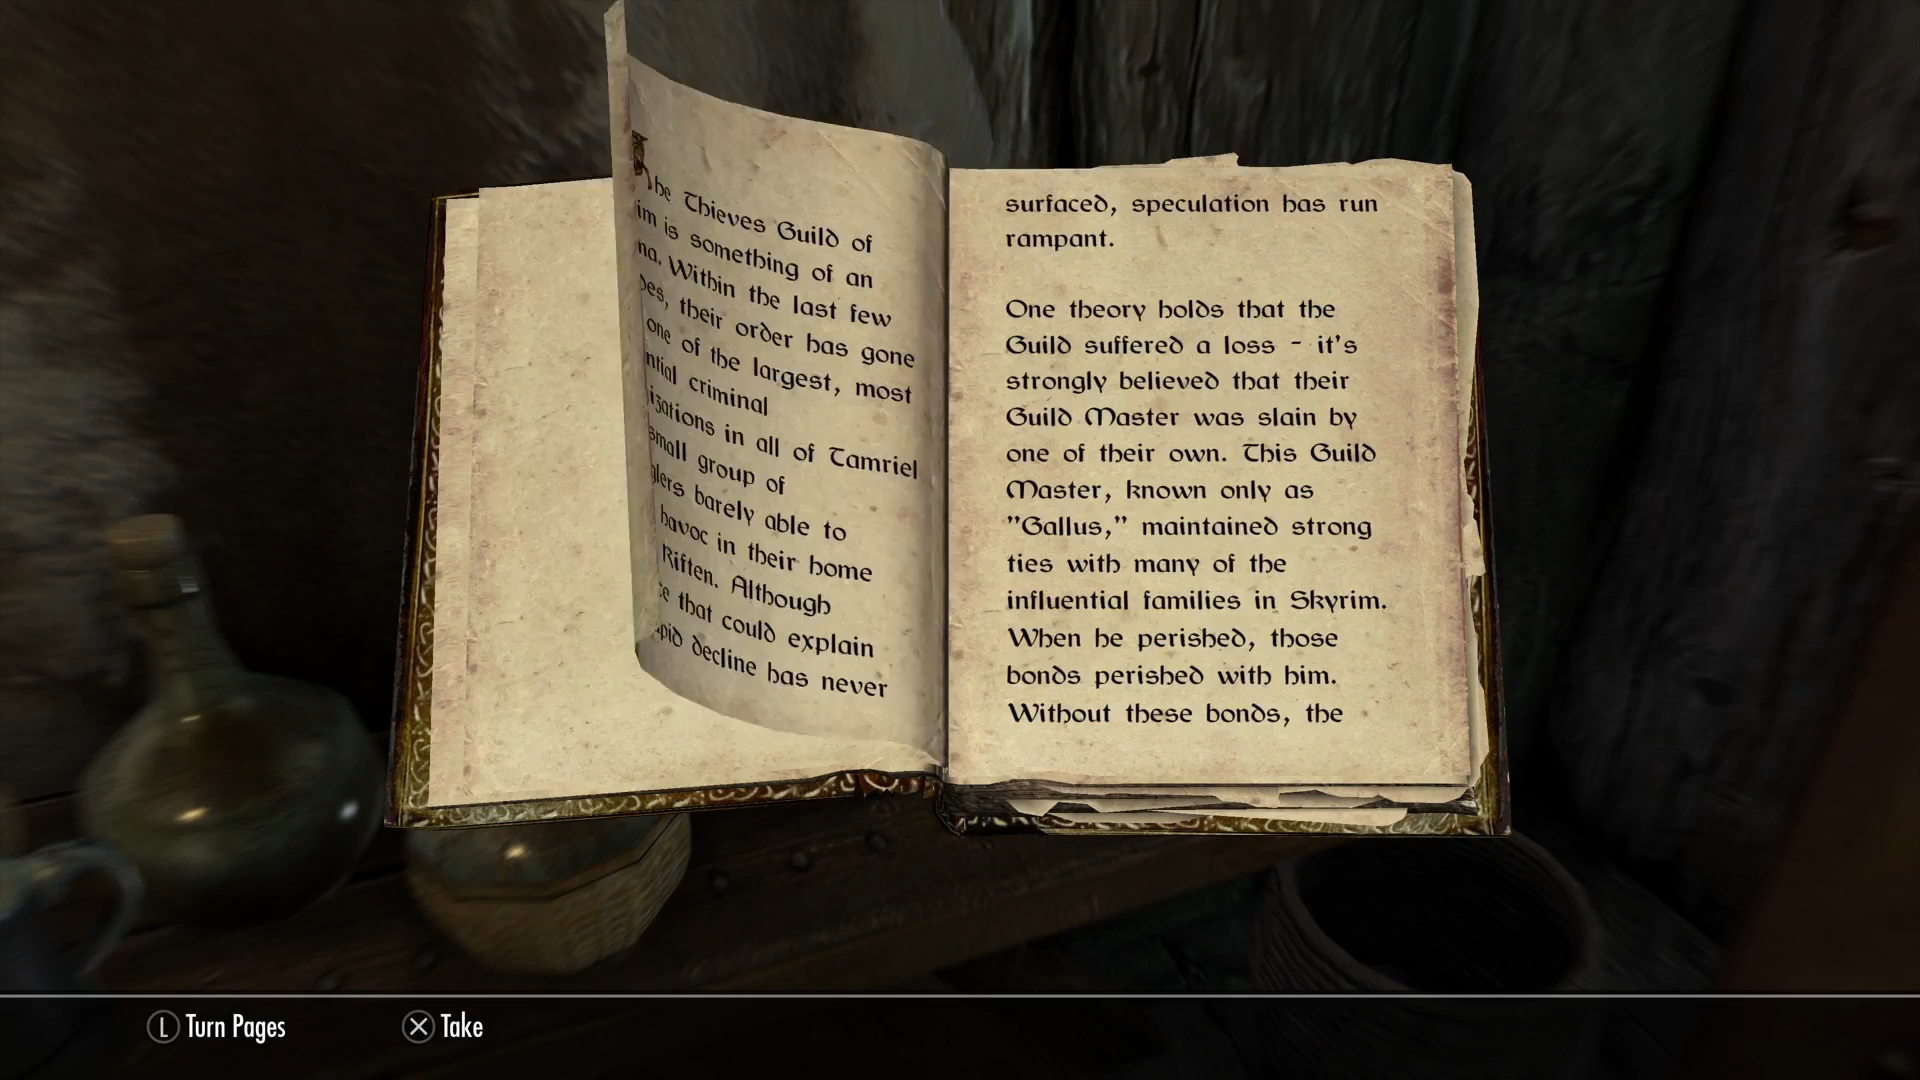 he Thieves Guild of
im is something of an
na. Within the last few
des, their order has gone
one of the largest, most
ntial criminal
izations in all of Tamriel
small group of
glers barely able to
havoc in their home
Riften. Although
ce that could explain
apid decline has never
surfaced, speculation has run
rampant.
One theory holds that the
Guild suffered a loss - it's
strongly believed that their
Guild Master was slain by
one of their own. This Guild
Master, known only as
"Gallus," maintained strong
ties with many of the
influential families in Skyrim.
When he perished, those
bonds perished with him.
Without these bonds, the
L Turn Pages
X Take